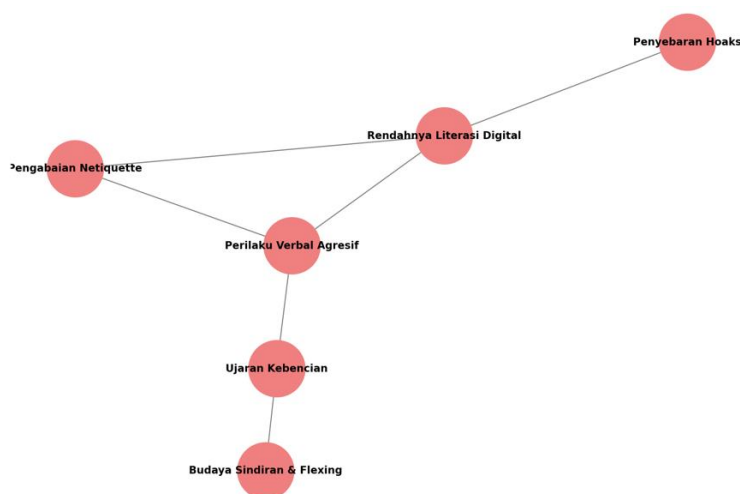 Penyebaran Hoaks
Rendahnya Literasi Digital
Pengabaian Netiquette
Perilaku Verbal Agresif
Ujaran Kebencian
Budaya Sindiran & Flexing